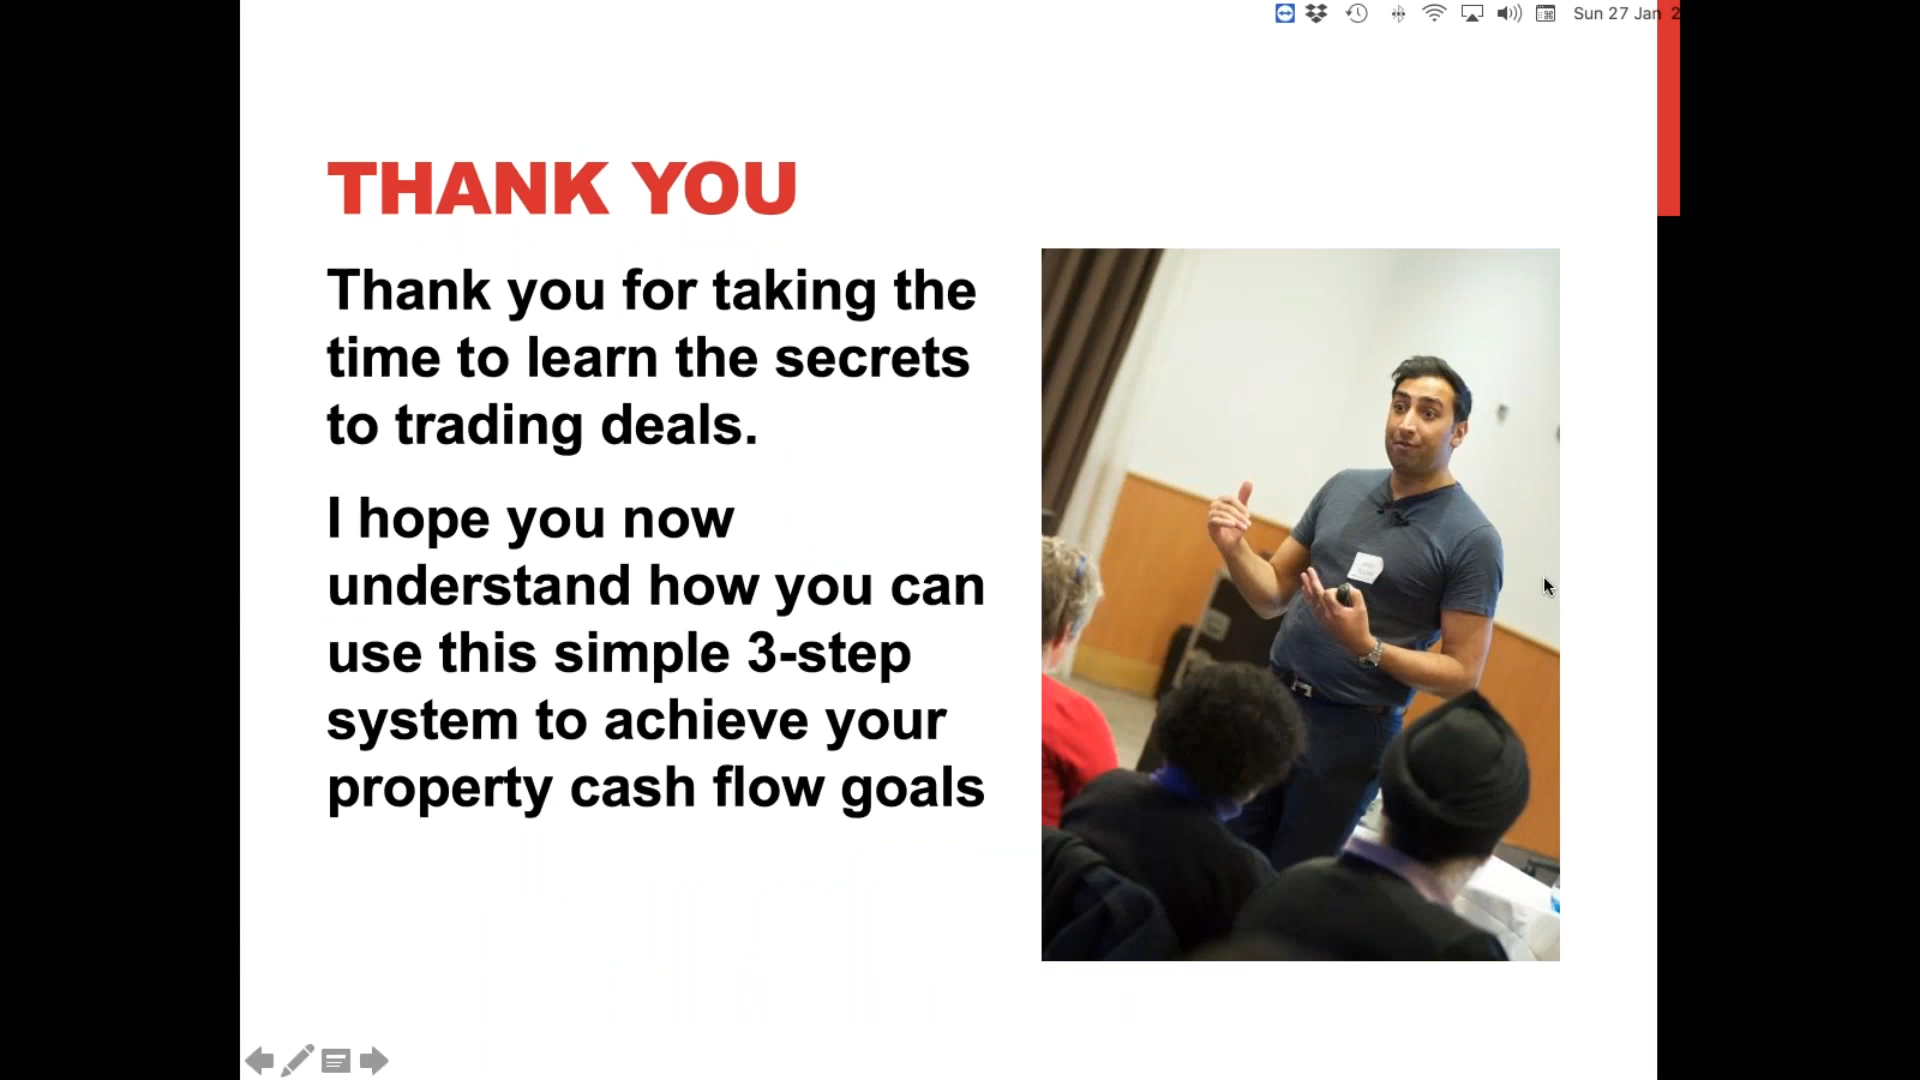 Sun 27 Jan 2
THANK YOU
Thank you for taking the
time to learn the secrets
to trading deals.
I hope you now
understand how you can
use this simple 3-step
system to achieve your
property cash flow goals